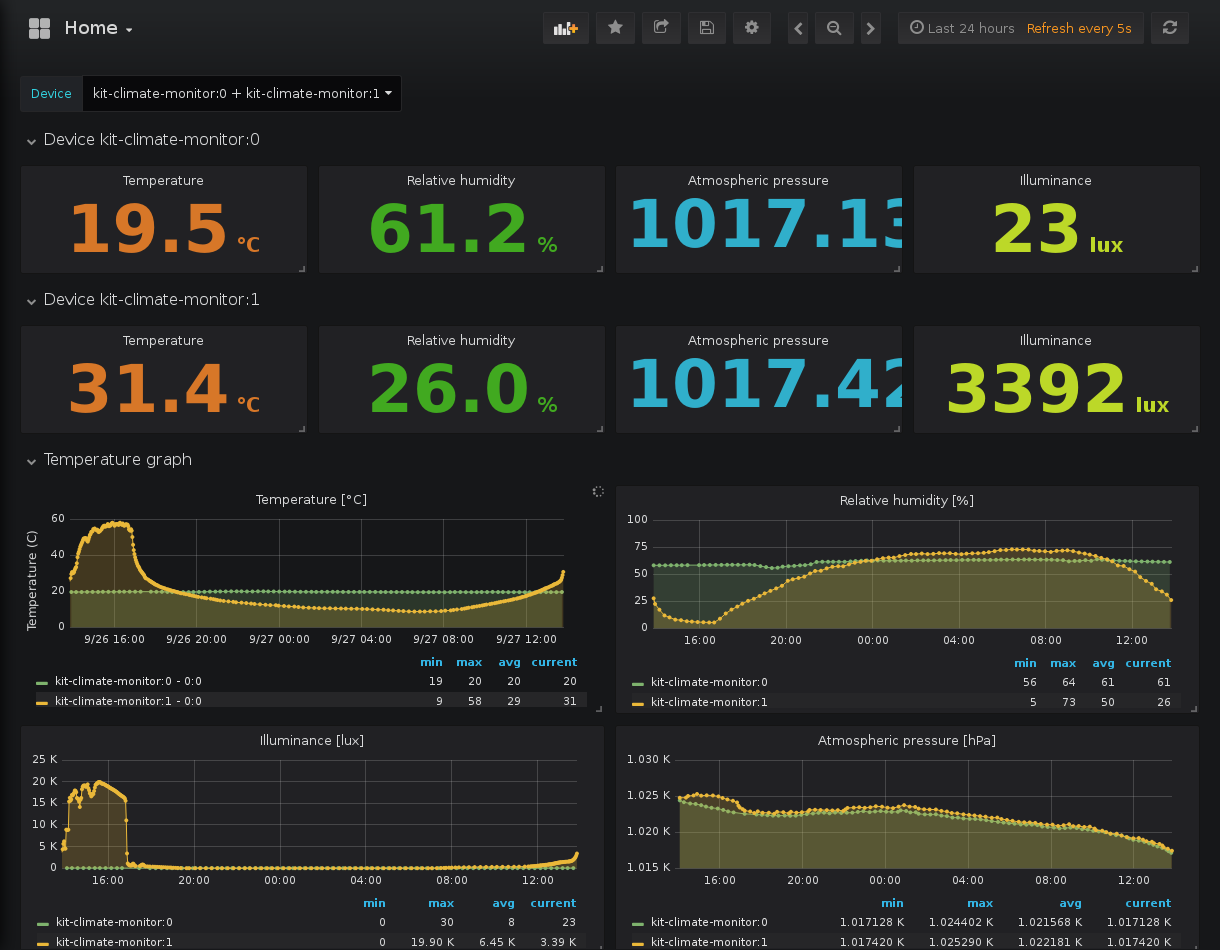 Home
Last 24 hours Refresh every 5s
Device kit-climate-monitor:0 + kit-climate-monitor:1
Device kit-climate-monitor:0
Temperature Relative humidity Atmospheric pressure Illuminance
19.5 °C 61.2 % 1017.13 23 lux
Device kit-climate-monitor:1
Temperature Relative humidity Atmospheric pressure Illuminance
31.4 °C 26.0 % 1017.42 3392 lux
Temperature graph
Temperature [°C]
Temperature (C)
60
40
20
0
9/26 16:00 9/26 20:00 9/27 00:00 9/27 04:00 9/27 08:00 9/27 12:00
min max avg current
kit-climate-monitor:0 - 0:0 19 20 20 20
kit-climate-monitor:1 - 0:0 9 58 29 31
Relative humidity [%]
100
75
50
25
0
16:00 20:00 00:00 04:00 08:00 12:00
min max avg current
kit-climate-monitor:0 56 64 61 61
kit-climate-monitor:1 5 73 50 26
Illuminance [lux]
25 K
20 K
15 K
10 K
5 K
0
16:00 20:00 00:00 04:00 08:00 12:00
min max avg current
kit-climate-monitor:0 0 30 8 23
kit-climate-monitor:1 0 19.90 K 6.45 K 3.39 K
Atmospheric pressure [hPa]
1.030 K
1.025 K
1.020 K
1.015 K
16:00 20:00 00:00 04:00 08:00 12:00
min max avg current
kit-climate-monitor:0 1.017128 K 1.024402 K 1.021568 K 1.017128 K
kit-climate-monitor:1 1.017420 K 1.025290 K 1.022181 K 1.017420 K